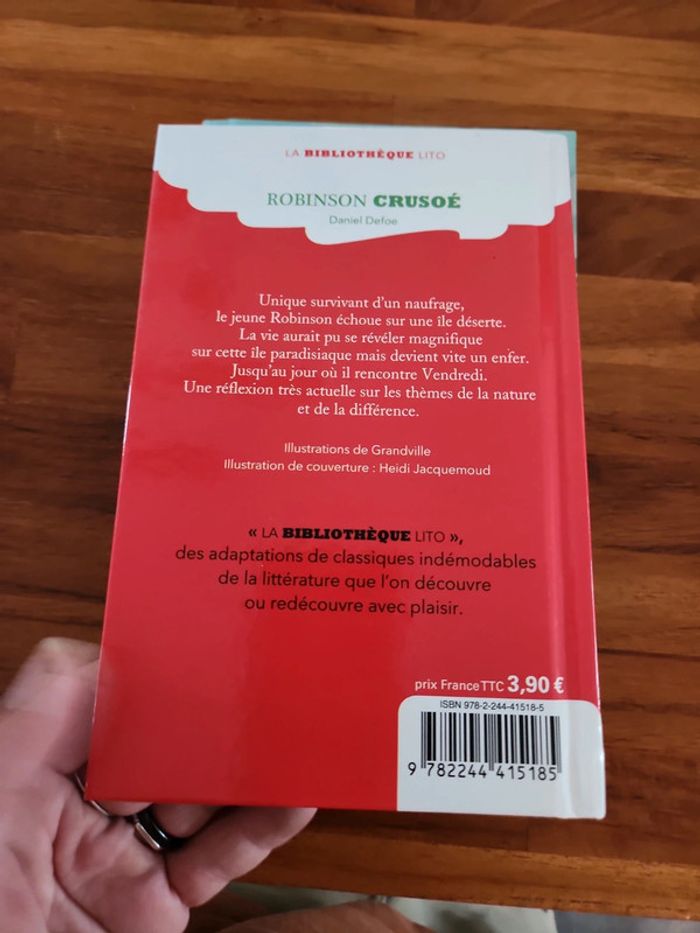 LA BIBLIOTHÈQUE LITO
ROBINSON CRUSOÉ
Daniel Defoe
Unique survivant d'un naufrage,
le jeune Robinson échoue sur une île déserte.
La vie aurait pu se révéler magnifique
sur cette île paradisiaque mais devient vite un enfer.
Jusqu'au jour où il rencontre Vendredi.
Une réflexion très actuelle sur les thèmes de la nature
et de la différence.
Illustrations de Grandville
Illustration de couverture : Heidi Jacquemoud
« LA BIBLIOTHÈQUE LITO »,
des adaptations de classiques indémodables
de la littérature que l'on découvre
ou redécouvre avec plaisir.
prix France TTC 3,90 €
ISBN 978-2-244-41518-5
9 782244 415185